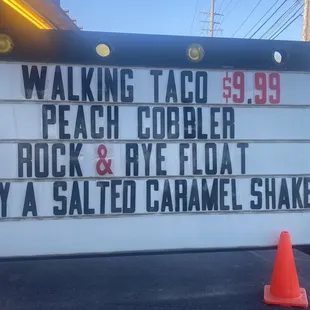 WALKING TACO $9.99
PEACH COBBLER
ROCK & RYE FLOAT
A SALTED CARAMEL SHAKE